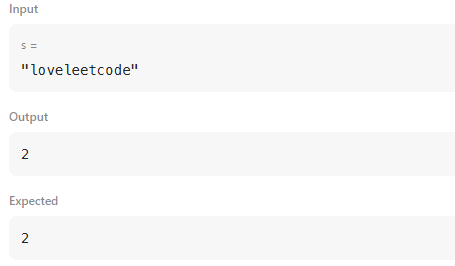 Input
s =
"loveleetcode"
Output
2
Expected
2